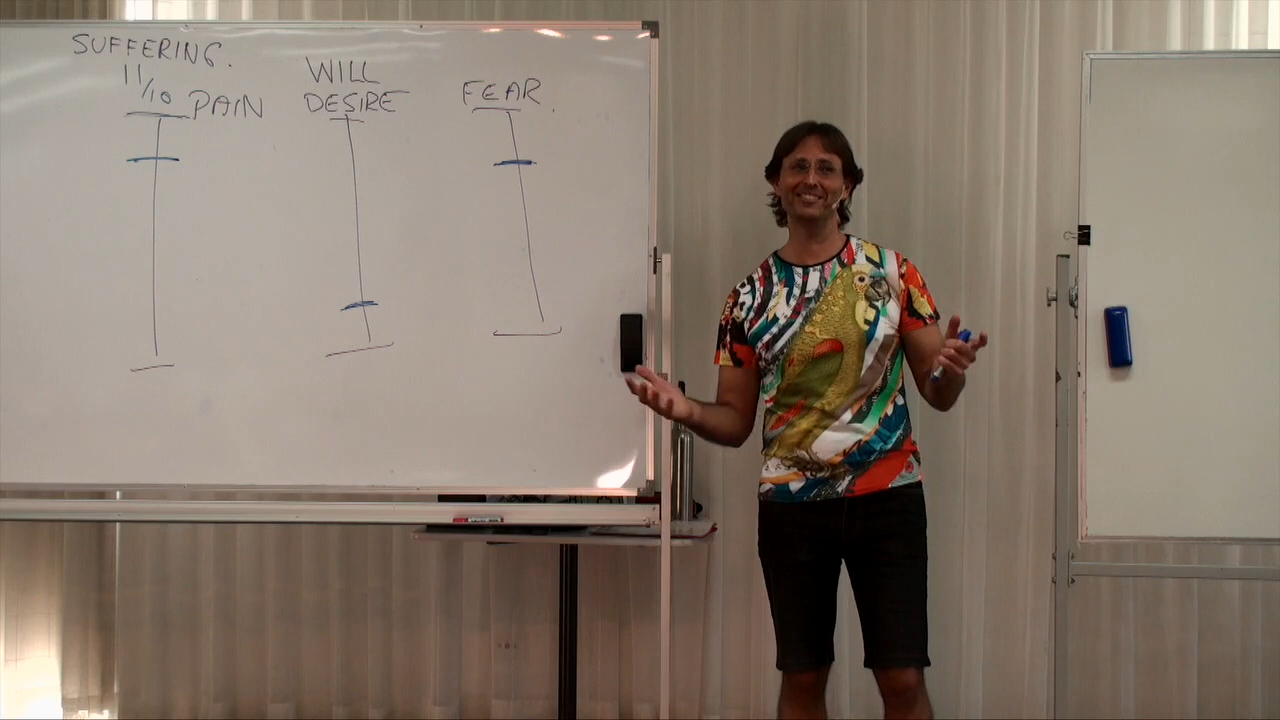 SUFFERING.
11/10 PAIN
WILL
DESIRE
FEAR.